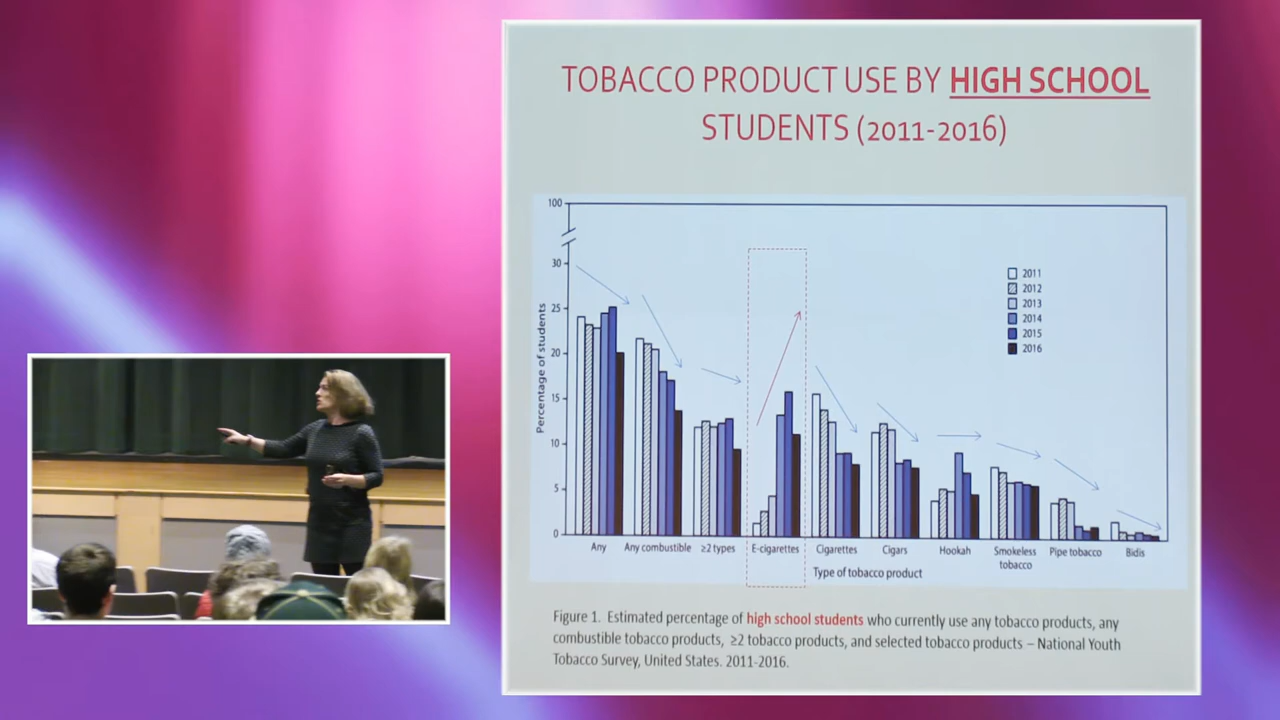 TOBACCO PRODUCT USE BY HIGH SCHOOL
STUDENTS (2011-2016)
100
30
25
20
15
10
5
0
Percentage of students
2011
2012
2013
2014
2015
2016
Any
Any combustible
≥2 types
E-cigarettes
Cigarettes
Cigars
Hookah
Smokeless
tobacco
Pipe tobacco
Bidis
Type of tobacco product
Figure 1. Estimated percentage of high school students who currently use any tobacco products, any
combustible tobacco products, ≥2 tobacco products, and selected tobacco products – National Youth
Tobacco Survey, United States. 2011-2016.